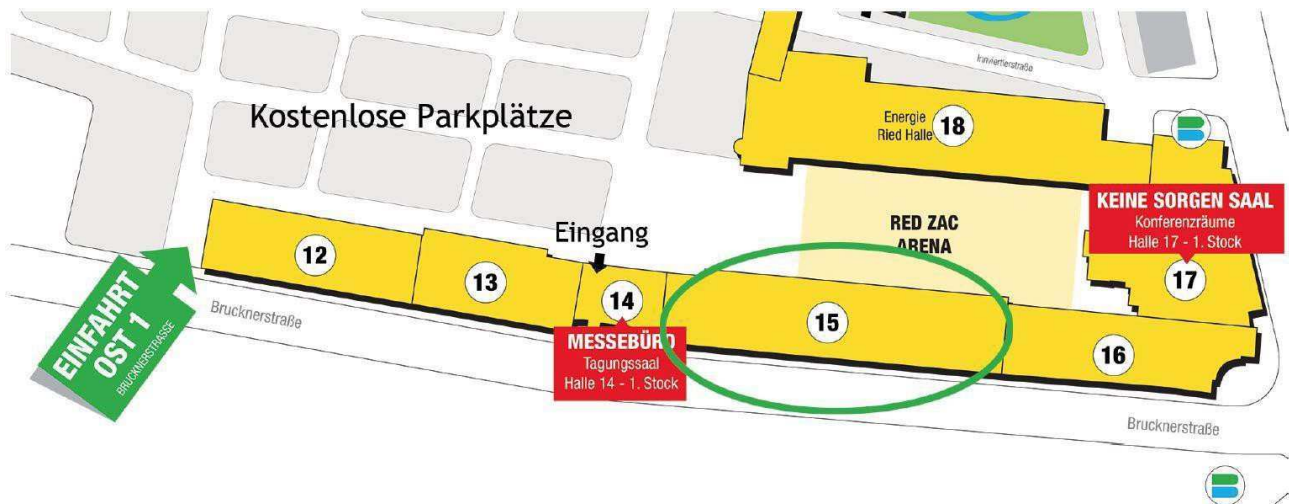 Innviertlerstraße
Kostenlose Parkplätze
Energie
Ried Halle
18
KEINE SORGEN SAAL
Konferenzräume
Halle 17 - 1. Stock
RED ZAC
ARENA
Eingang
12
13
14
15
16
17
EINFAHRT
OST 1
BRUCKNERSTRASSE
Brucknerstraße
MESSEBÜRO
Tagungssaal
Halle 14 - 1. Stock
Brucknerstraße